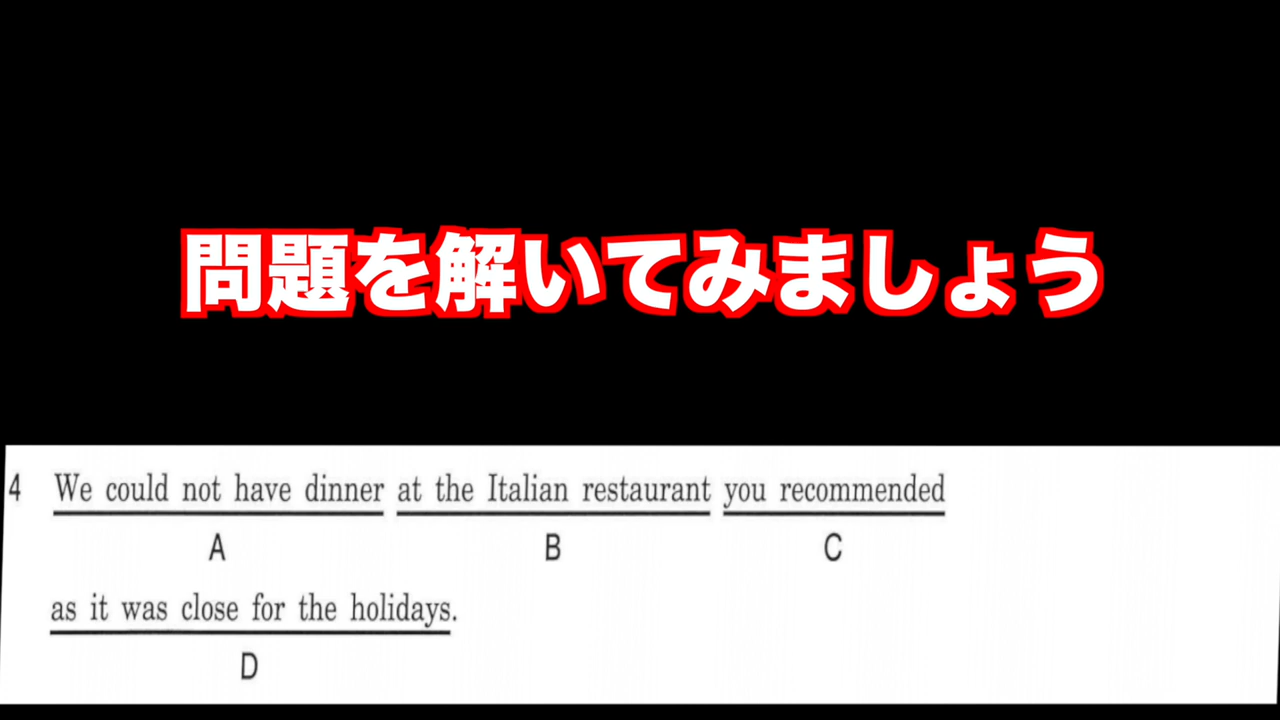 問題を解いてみましょう
4 We could not have dinner at the Italian restaurant you recommended
A B C
as it was close for the holidays.
D